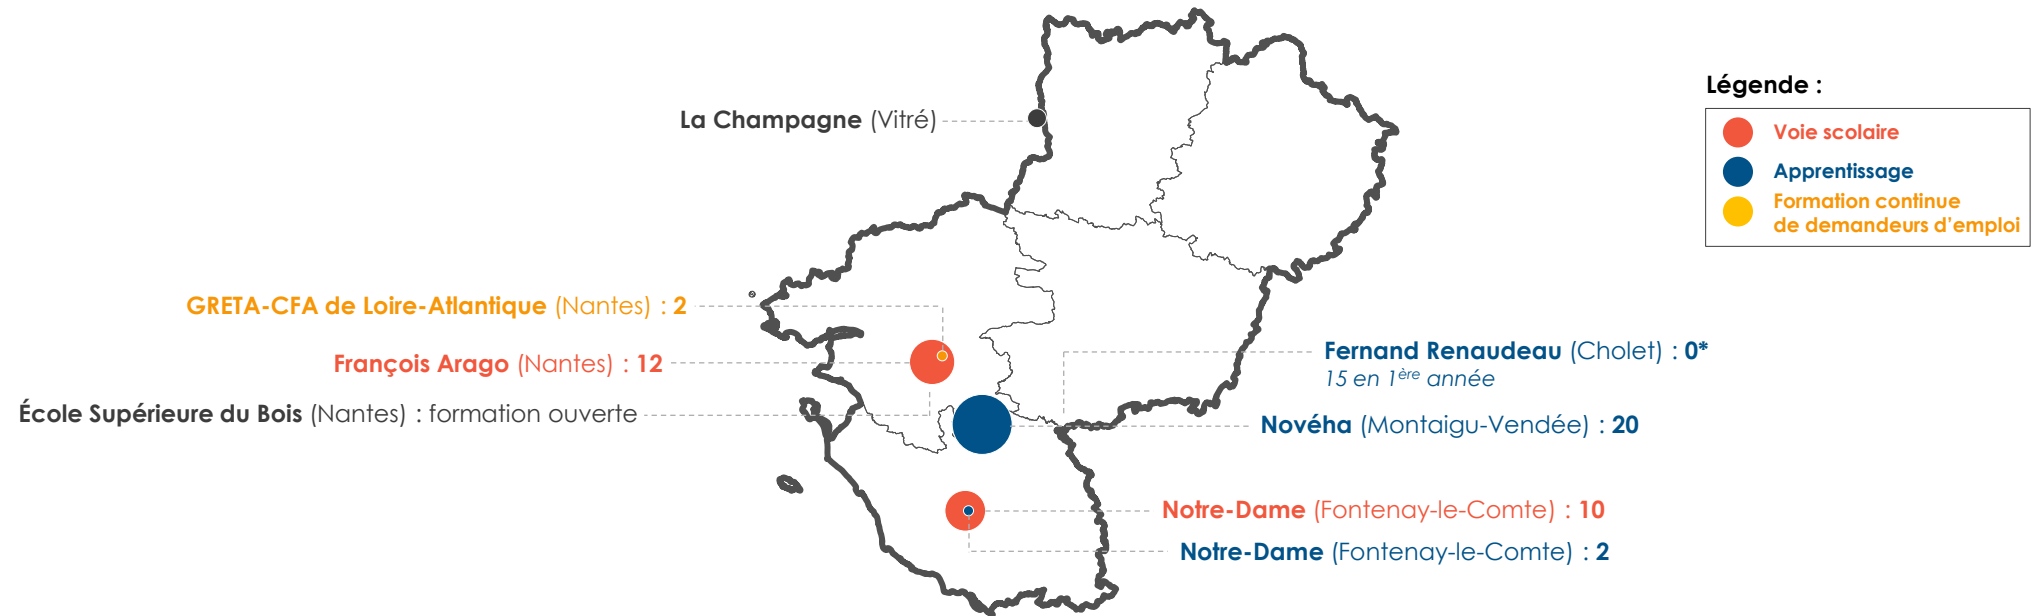 Légende :
Voie scolaire
Apprentissage
Formation continue
de demandeurs d'emploi
La Champagne (Vitré)
GRETA-CFA de Loire-Atlantique (Nantes) : 2
François Arago (Nantes) : 12
École Supérieure du Bois (Nantes) : formation ouverte
Fernand Renaudeau (Cholet) : 0*
15 en 1ère année
Novéha (Montaigu-Vendée) : 20
Notre-Dame (Fontenay-le-Comte) : 10
Notre-Dame (Fontenay-le-Comte) : 2